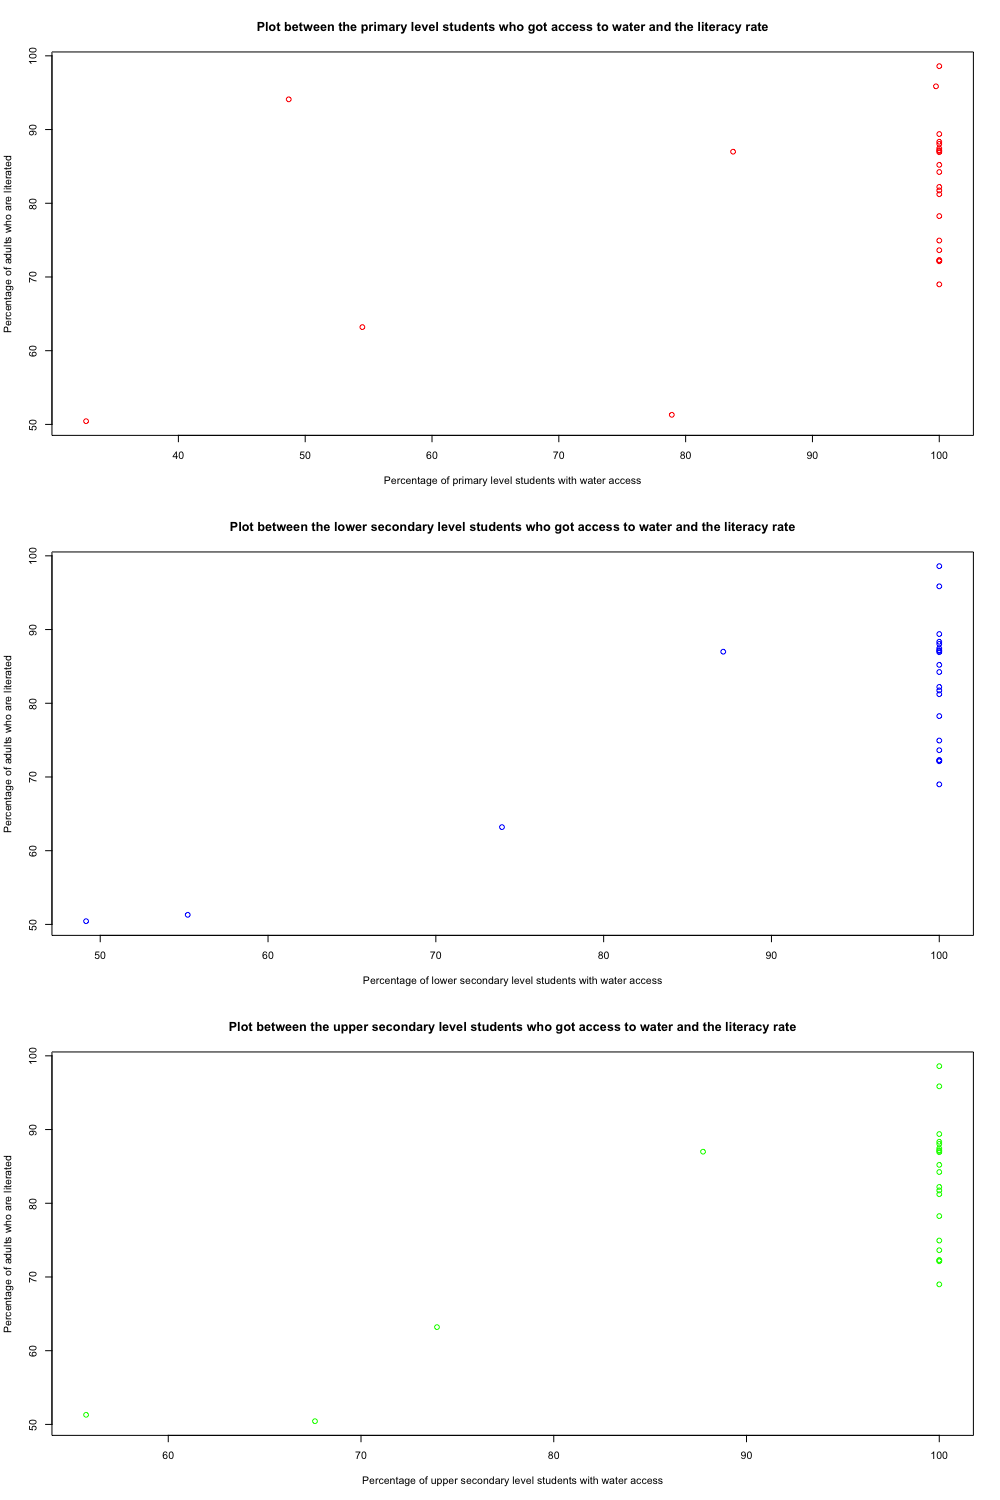 Plot between the primary level students who got access to water and the literacy rate
Percentage of adults who are literated
100
90
80
70
60
50
40 50 60 70 80 90 100
Percentage of primary level students with water access
Plot between the lower secondary level students who got access to water and the literacy rate
Percentage of adults who are literated
100
90
80
70
60
50
50 60 70 80 90 100
Percentage of lower secondary level students with water access
Plot between the upper secondary level students who got access to water and the literacy rate
Percentage of adults who are literated
100
90
80
70
60
50
60 70 80 90 100
Percentage of upper secondary level students with water access